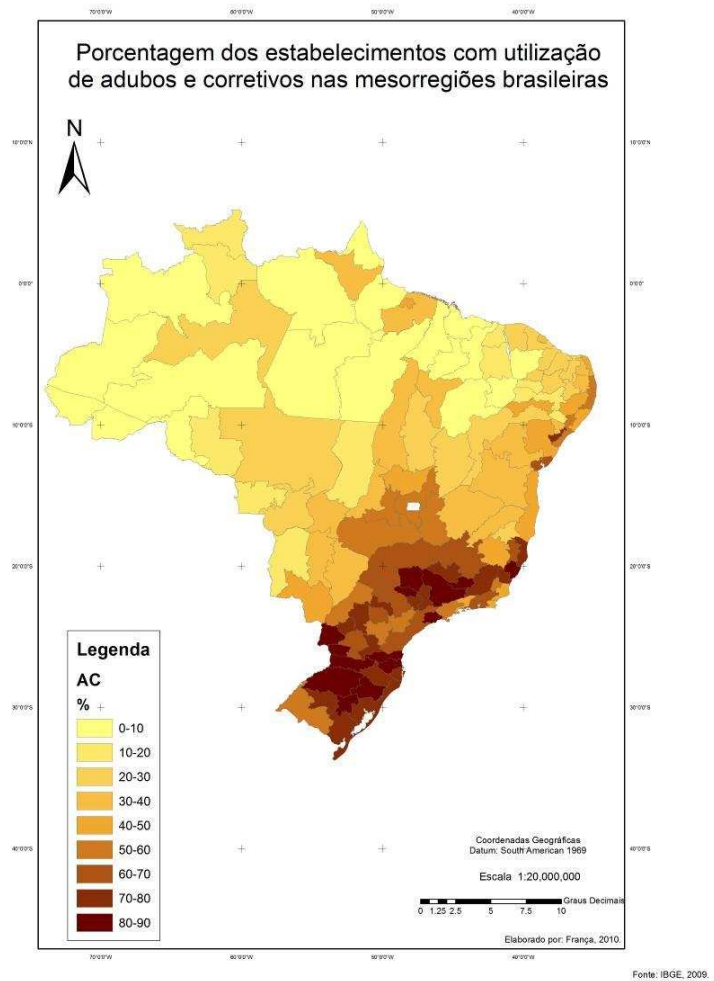 70°0'0"W 60°0'0"W 50°0'0"W 40°0'0"W
Porcentagem dos estabelecimentos com utilização
de adubos e corretivos nas mesorregiões brasileiras
N
10°0'0"N 10°0'0"N
0°0'0" 0°0'0"
10°0'0"S 10°0'0"S
20°0'0"S 20°0'0"S
Legenda
AC
%
0-10
10-20
20-30
30-40
40-50
50-60
60-70
70-80
80-90
30°0'0"S 30°0'0"S
40°0'0"S 40°0'0"S
Coordenadas Geográficas
Datum: South American 1969
Escala 1:20,000,000
Graus Decimais
0 1.25 2.5 5 7.5 10
Elaborado por: França, 2010.
70°0'0"W 60°0'0"W 50°0'0"W 40°0'0"W
Fonte: IBGE, 2009.